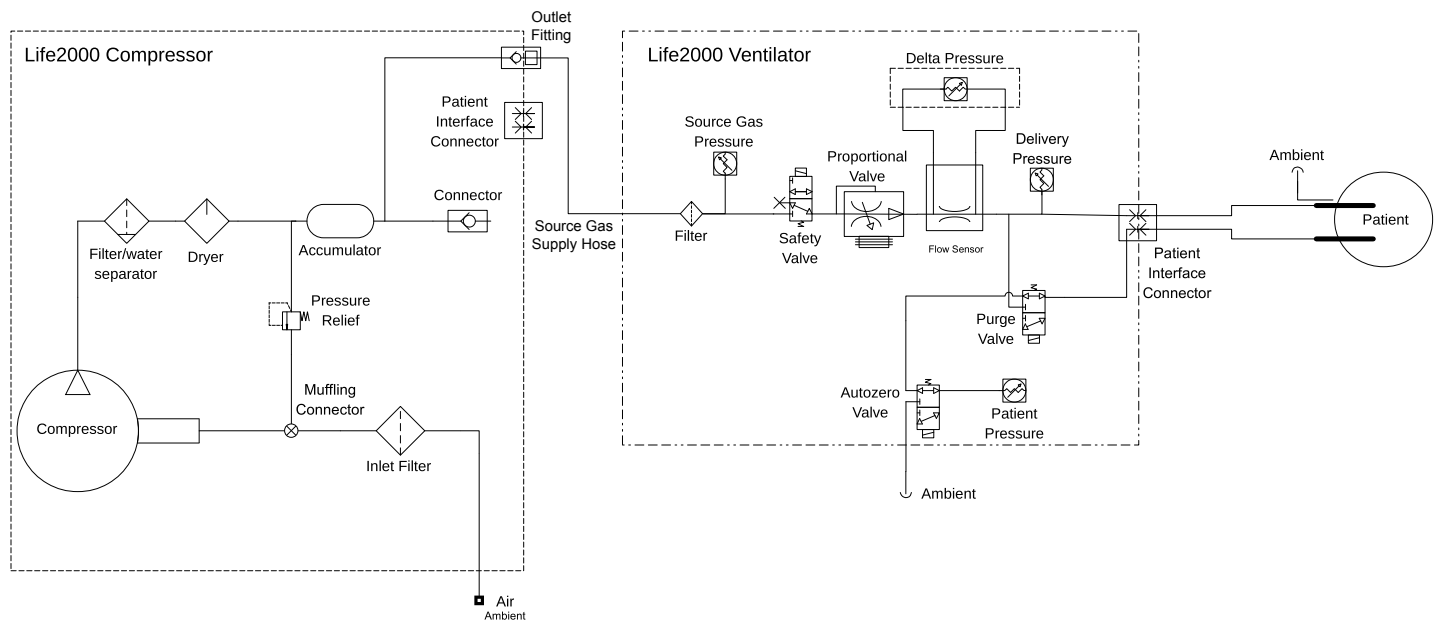 Outlet
Fitting
Life2000 Compressor
Life2000 Ventilator
Delta Pressure
Patient
Interface
Connector
Source Gas
Pressure
Delivery
Pressure
Proportional
Valve
Ambient
Connector
Patient
Source Gas
Supply Hose
Filter
Safety
Valve
Flow Sensor
Filter/water
separator
Dryer
Accumulator
Patient
Interface
Connector
Pressure
Relief
M
M
Purge
Valve
Muffling
Connector
Compressor
Inlet Filter
M
Autozero
Valve
Patient
Pressure
Ambient
Air
Ambient